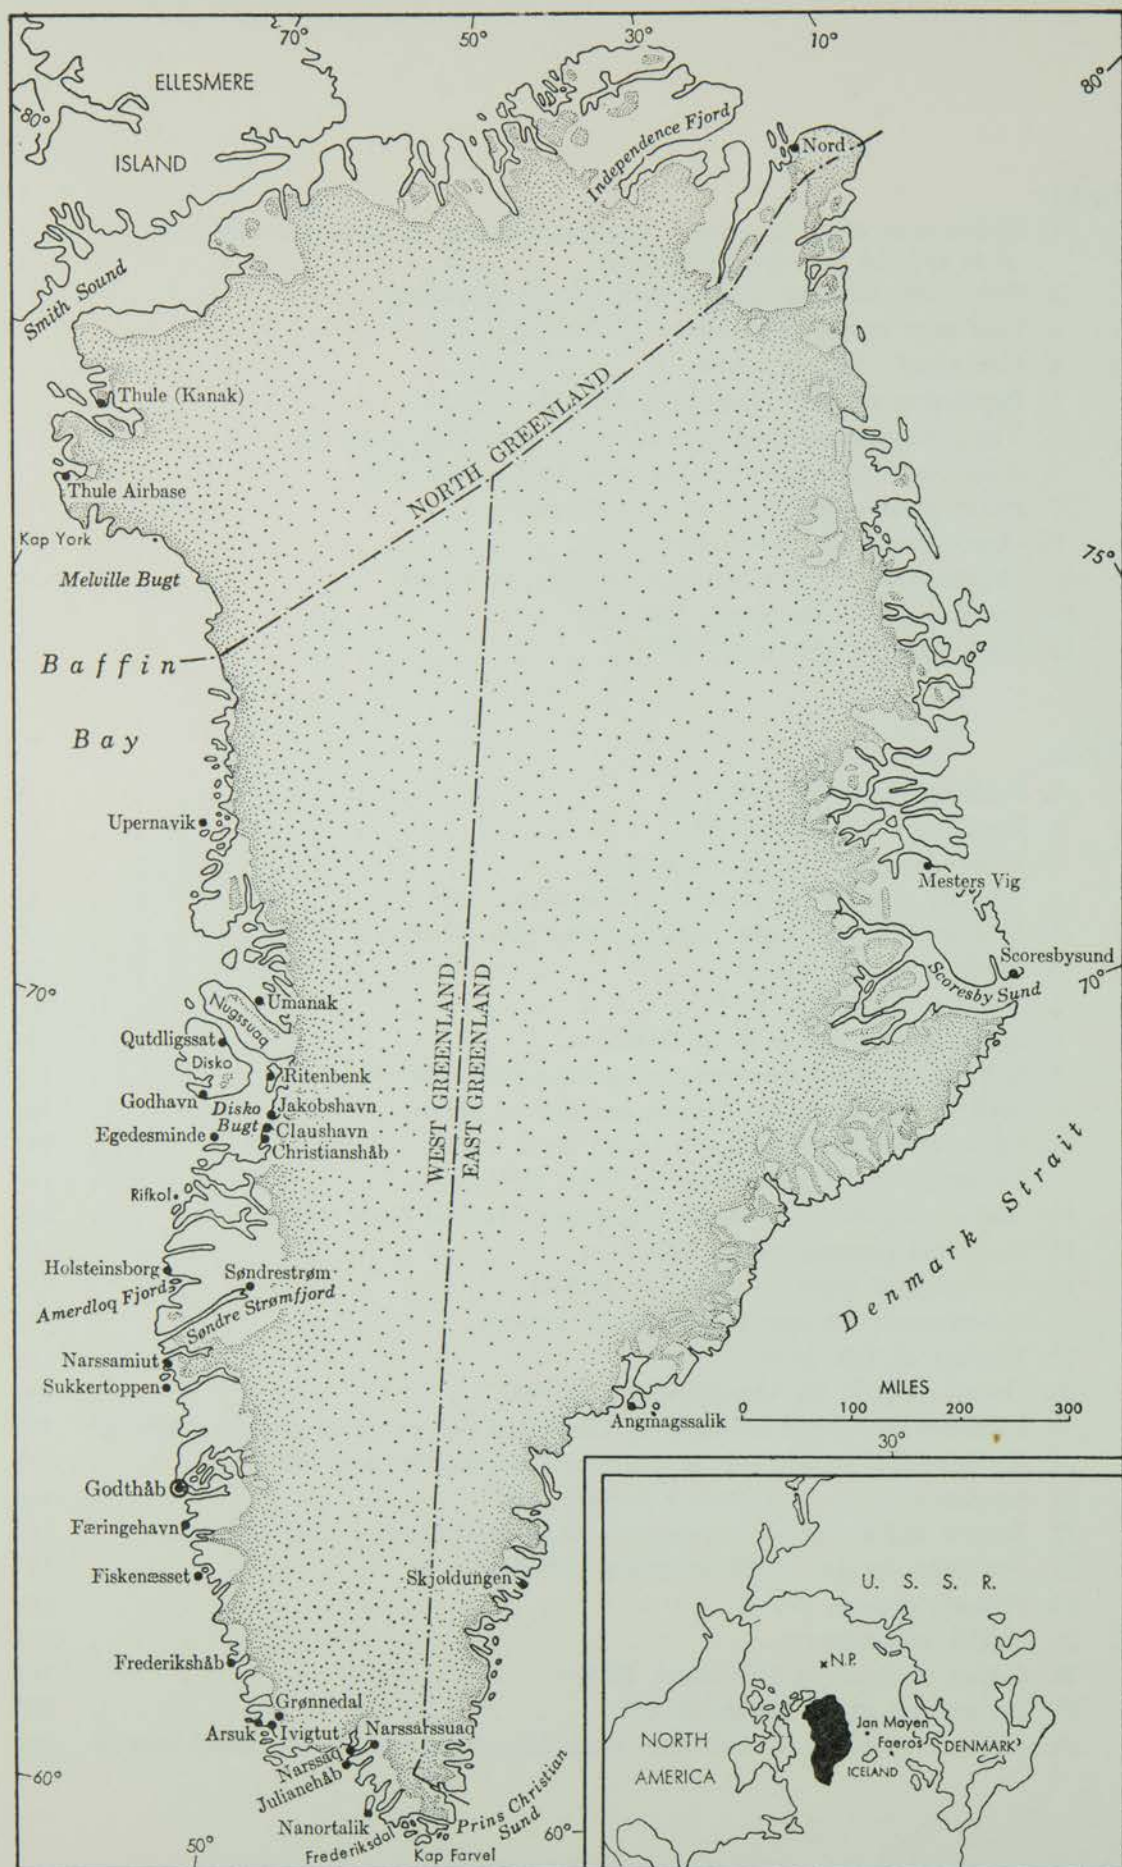 70°
50°
30°
10°
80°
80°
ELLESMERE
ISLAND
Independence Fjord
Nord
Smith Sound
Thule (Kanak)
NORTH GREENLAND
Thule Airbase
Kap York
75°
Melville Bugt
Baffin
Bay
Upernavik
Mesters Vig
Scoresbysund
Scoresby Sund
70°
70°
Umanak
Nugssuaq
Qutdligssat
Disko
Ritenbenk
Godhavn
Disko
Bugt
Jakobshavn
Egedesminde
Claushavn
Christianshåb
WEST GREENLAND
EAST GREENLAND
Rifkol
Denmark Strait
Holsteinsborg
Søndrestrøm
Amerdloq Fjord
Søndre Strømfjord
Narssamiut
Sukkertoppen
MILES
0 100 200 300
Angmagssalik
30°
Godthåb
Færingehavn
Fiskenæsset
Skjoldungen
U. S. S. R.
Frederikshåb
N.P.
Grønnedal
Arsuk
Ivigtut
Narssarssuaq
Narssaq
Julianehåb
Jan Mayen
Faerøs
NORTH
AMERICA
DENMARK
ICELAND
60°
Nanortalik
Prins Christian
Sund
Frederiksdal
Kap Farvel
60°
50°